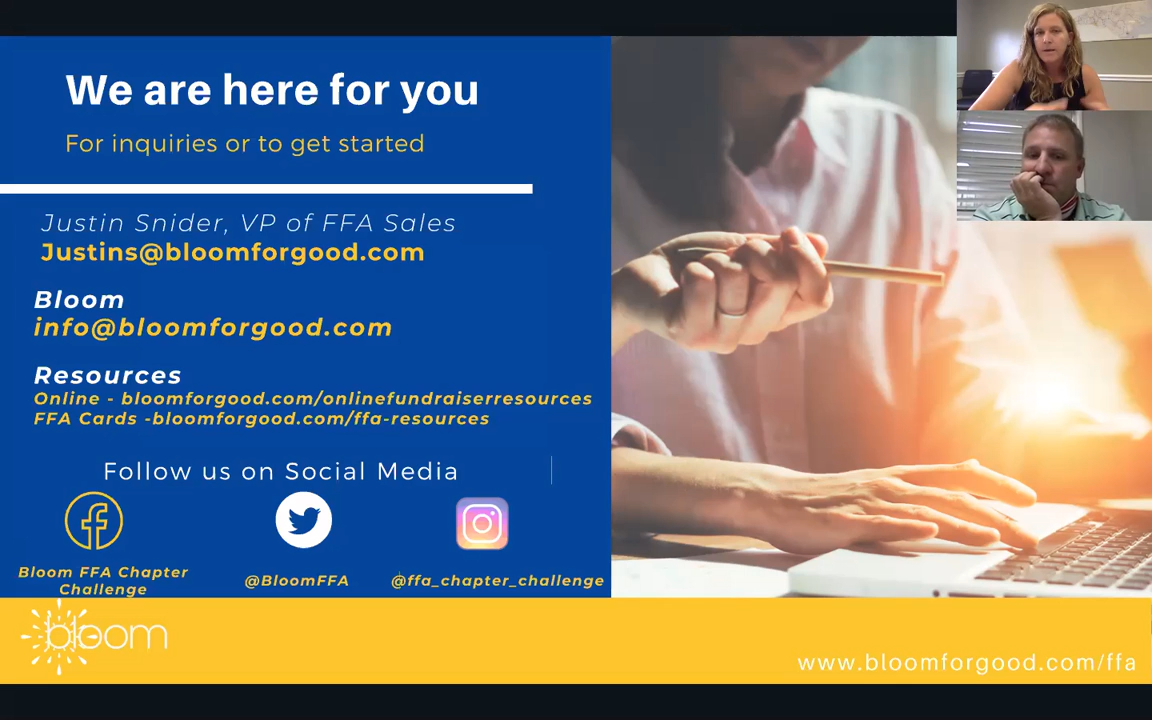 We are here for you
For inquiries or to get started
Justin Snider, VP of FFA Sales
Justins@bloomforgood.com
Bloom
info@bloomforgood.com
Resources
Online - bloomforgood.com/onlinefundraiserresources
FFA Cards -bloomforgood.com/ffa-resources
Follow us on Social Media
Bloom FFA Chapter
Challenge
@BloomFFA
@ffa_chapter_challenge
bloom
www.bloomforgood.com/ffa